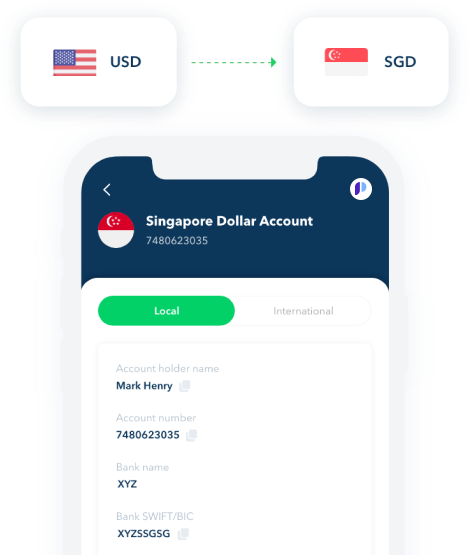 USD
SGD
Singapore Dollar Account
7480623035
Local
International
Account holder name
Mark Henry
Account number
7480623035
Bank name
XYZ
Bank SWIFT/BIC
XYZSSGSG